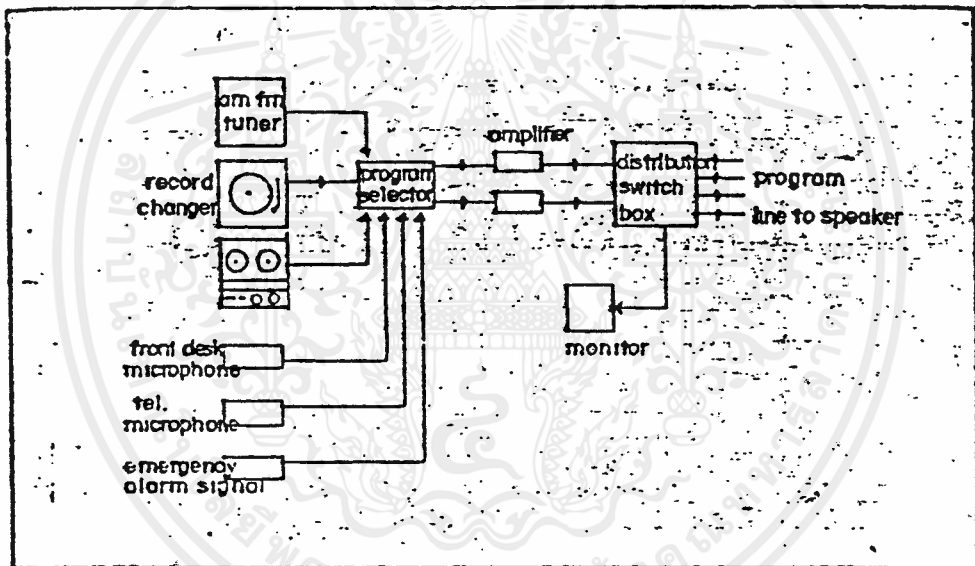 am fm
tuner
record
changer
program
selector
amplifier
distribution
switch
box
program
line to speaker
monitor
front desk
microphone
tel.
microphone
emergency
alarm signal